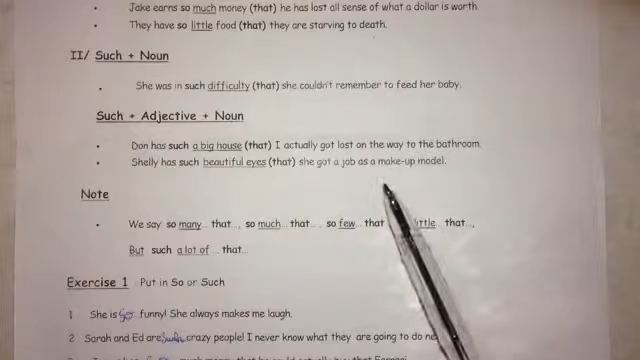 Jake earns so much money (that) he has lost all sense of what a dollar is worth.
They have so little food (that) they are starving to death.
II/ Such + Noun
She was in such difficulty (that) she couldn't remember to feed her baby.
Such + Adjective + Noun
Don has such a big house (that) I actually got lost on the way to the bathroom.
Shelly has such beautiful eyes (that) she got a job as a make-up model.
Note
We say so many... that..., so much... that..., so few... that little... that...,
But such a lot of ... that...
Exercise 1 Put in So or Such
1 She is so funny! She always makes me laugh.
2 Sarah and Ed are such crazy people! I never know what they are going to do